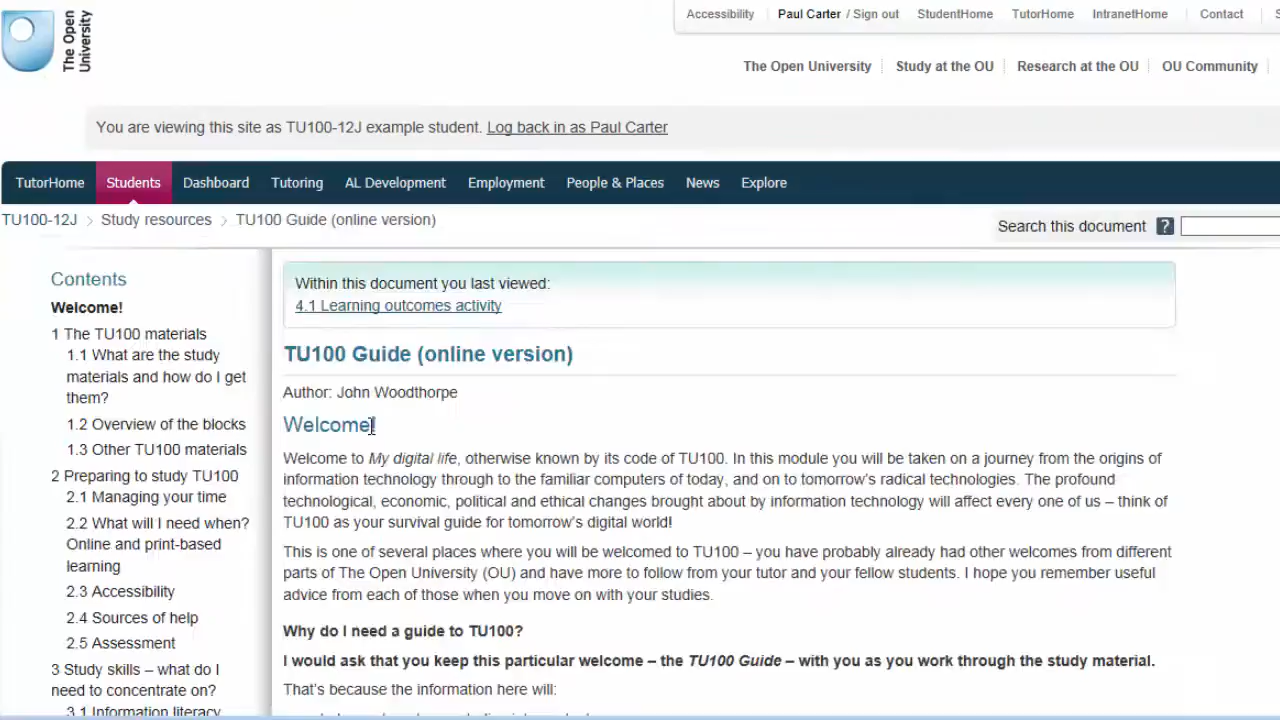 The Open
University
Accessibility
Paul Carter / Sign out
StudentHome
TutorHome
IntranetHome
Contact
S
The Open University
Study at the OU
Research at the OU
OU Community
You are viewing this site as TU100-12J example student. Log back in as Paul Carter
TutorHome
Students
Dashboard
Tutoring
AL Development
Employment
People & Places
News
Explore
TU100-12J > Study resources > TU100 Guide (online version)
Search this document ?
Contents
Welcome!
1 The TU100 materials
1.1 What are the study
materials and how do I get
them?
1.2 Overview of the blocks
1.3 Other TU100 materials
2 Preparing to study TU100
2.1 Managing your time
2.2 What will I need when?
Online and print-based
learning
2.3 Accessibility
2.4 Sources of help
2.5 Assessment
3 Study skills – what do I
need to concentrate on?
3.1 Information literacy
Within this document you last viewed:
4.1 Learning outcomes activity
TU100 Guide (online version)
Author: John Woodthorpe
Welcome!
Welcome to My digital life, otherwise known by its code of TU100. In this module you will be taken on a journey from the origins of
information technology through to the familiar computers of today, and on to tomorrow's radical technologies. The profound
technological, economic, political and ethical changes brought about by information technology will affect every one of us – think of
TU100 as your survival guide for tomorrow's digital world!
This is one of several places where you will be welcomed to TU100 – you have probably already had other welcomes from different
parts of The Open University (OU) and have more to follow from your tutor and your fellow students. I hope you remember useful
advice from each of those when you move on with your studies.
Why do I need a guide to TU100?
I would ask that you keep this particular welcome – the TU100 Guide – with you as you work through the study material.
That's because the information here will: